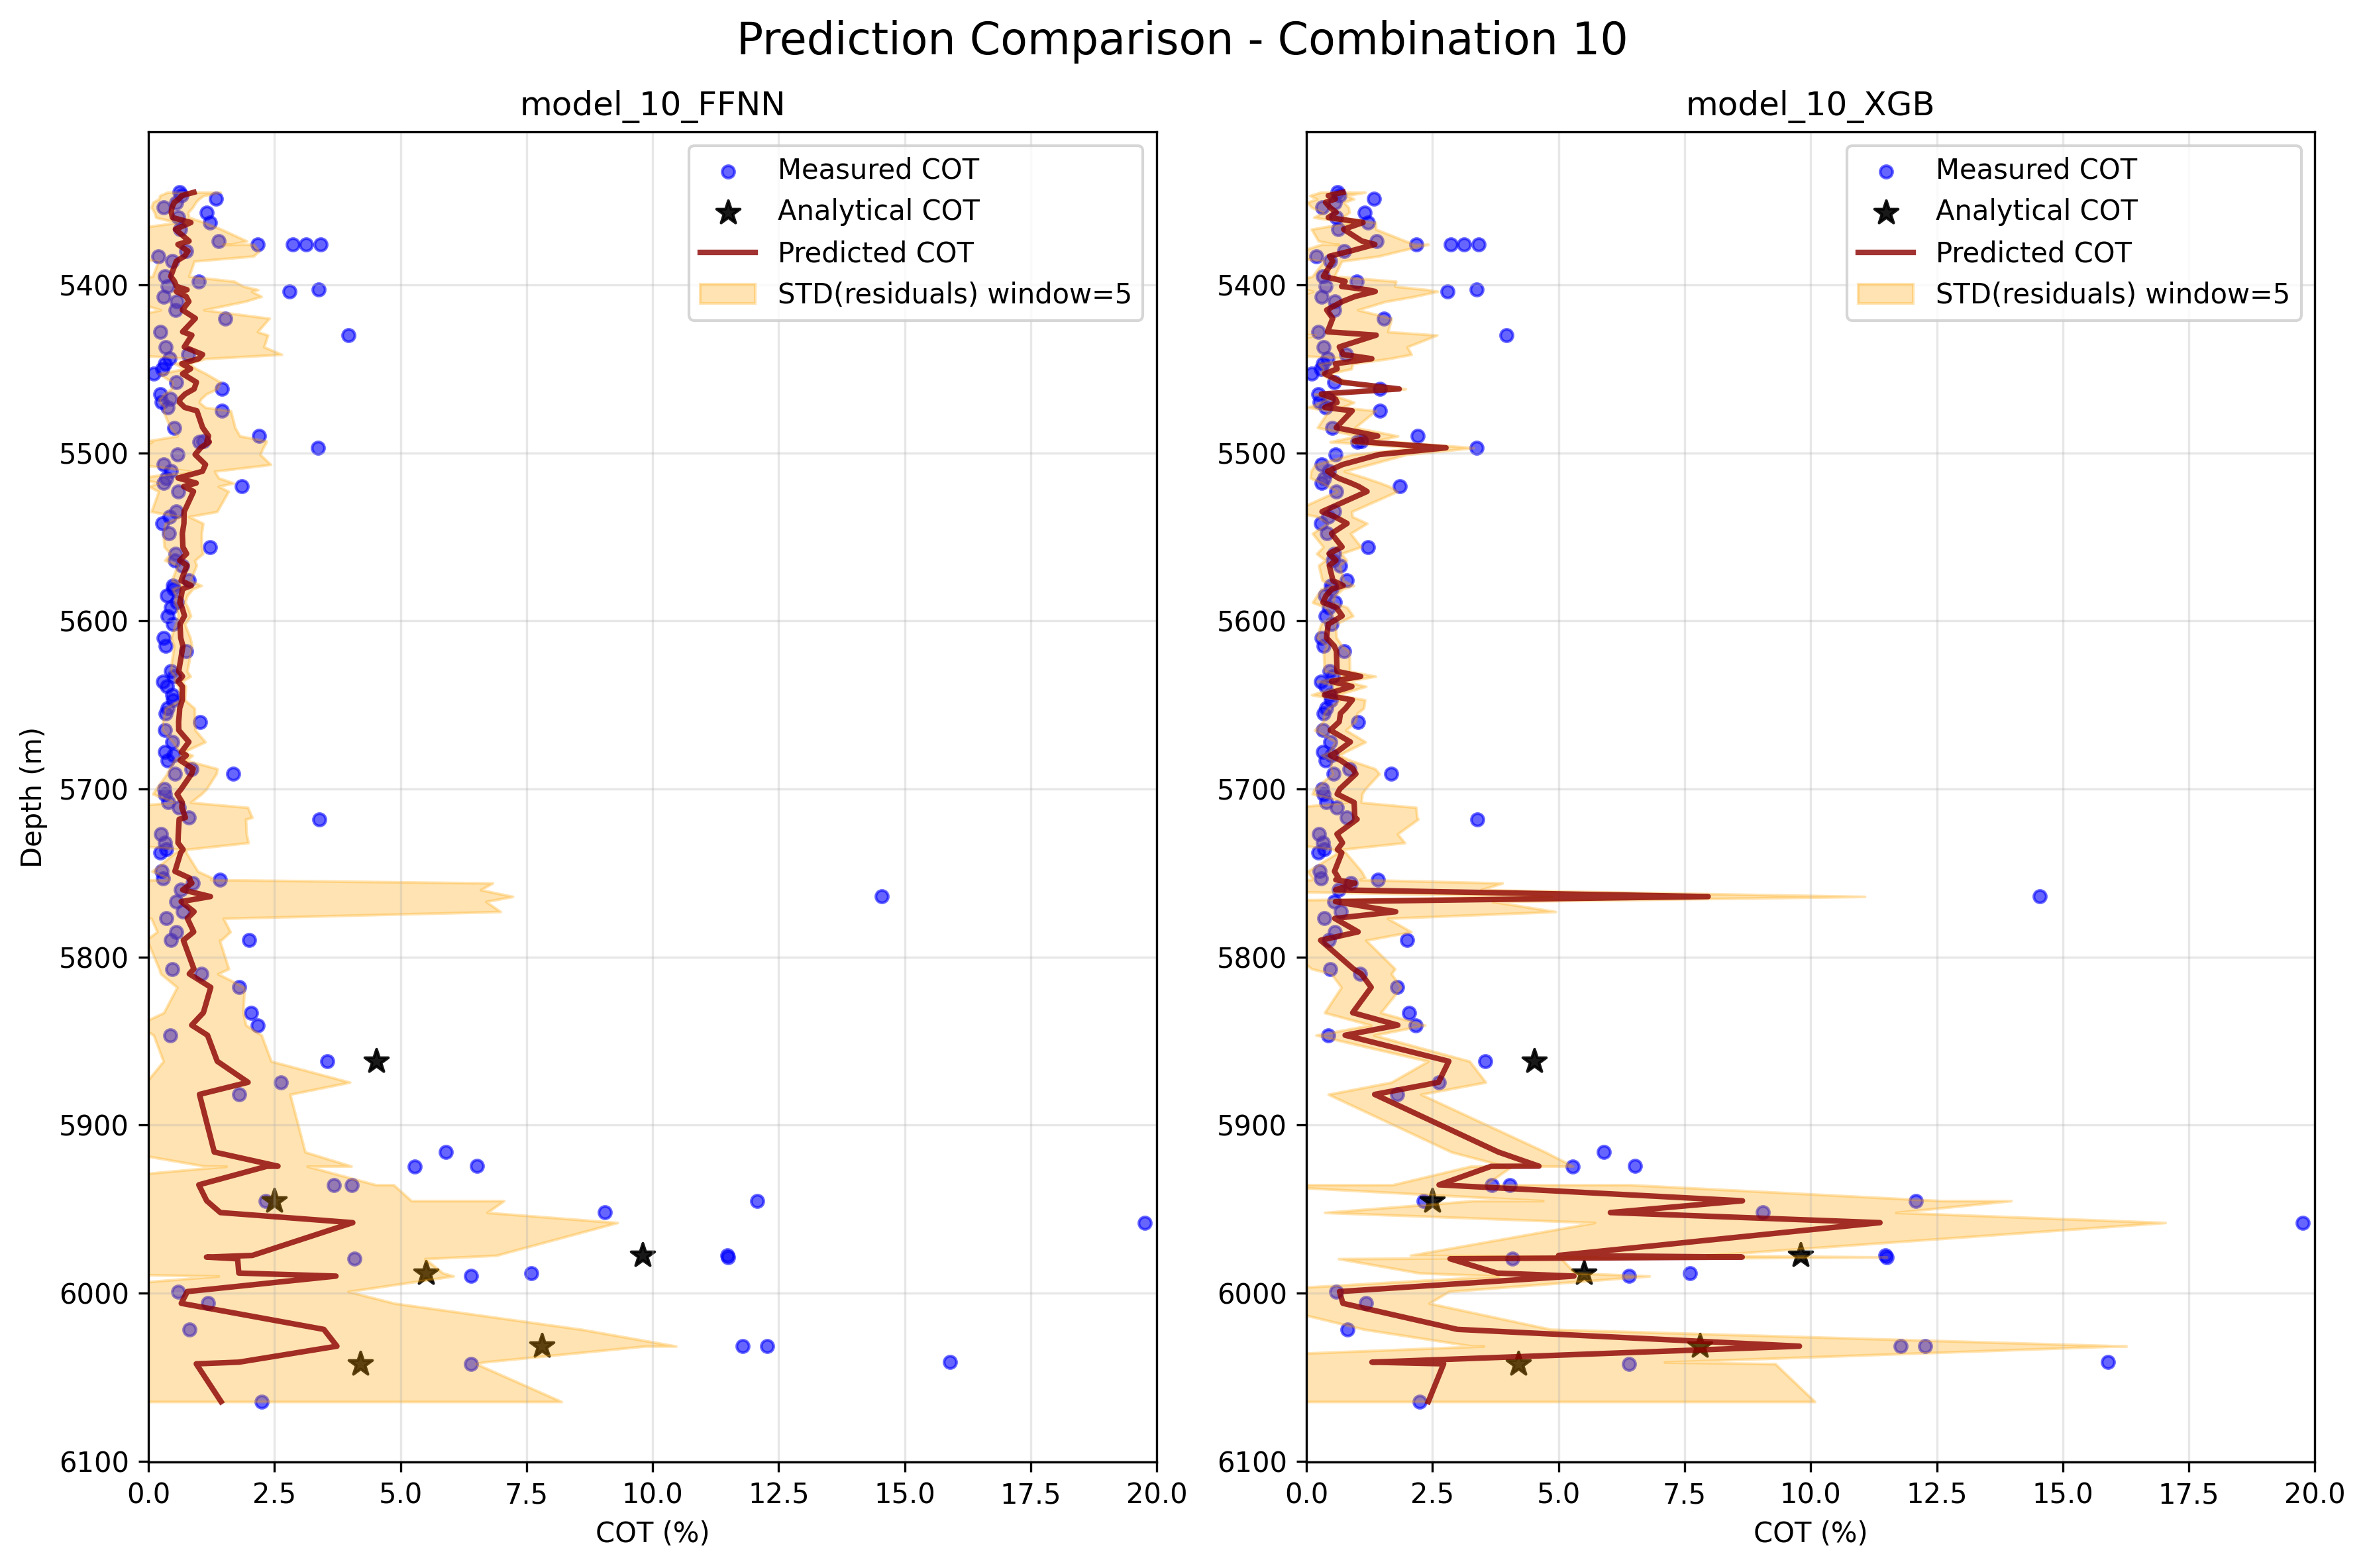 Prediction Comparison - Combination 10
model_10_FFNN
Measured COT
Analytical COT
Predicted COT
STD(residuals) window=5
Depth (m)
5400
5500
5600
5700
5800
5900
6000
6100
0.0 2.5 5.0 7.5 10.0 12.5 15.0 17.5 20.0
COT (%)
model_10_XGB
Measured COT
Analytical COT
Predicted COT
STD(residuals) window=5
5400
5500
5600
5700
5800
5900
6000
6100
0.0 2.5 5.0 7.5 10.0 12.5 15.0 17.5 20.0
COT (%)